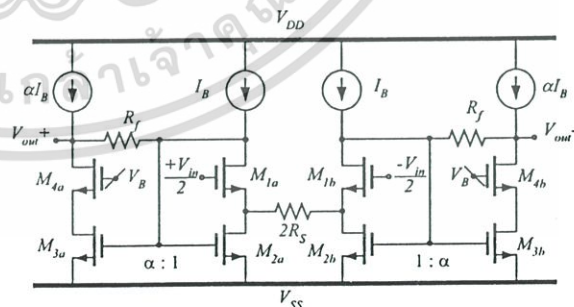 V_DD
αI_B I_B I_B αI_B
R_f R_f
V_out+ V_out-
M_4a V_B +V_in/2 M_1a M_1b -V_in/2 V_B M_4b
2R_S
M_3a M_2a M_2b M_3b
α : 1 1 : α
V_SS